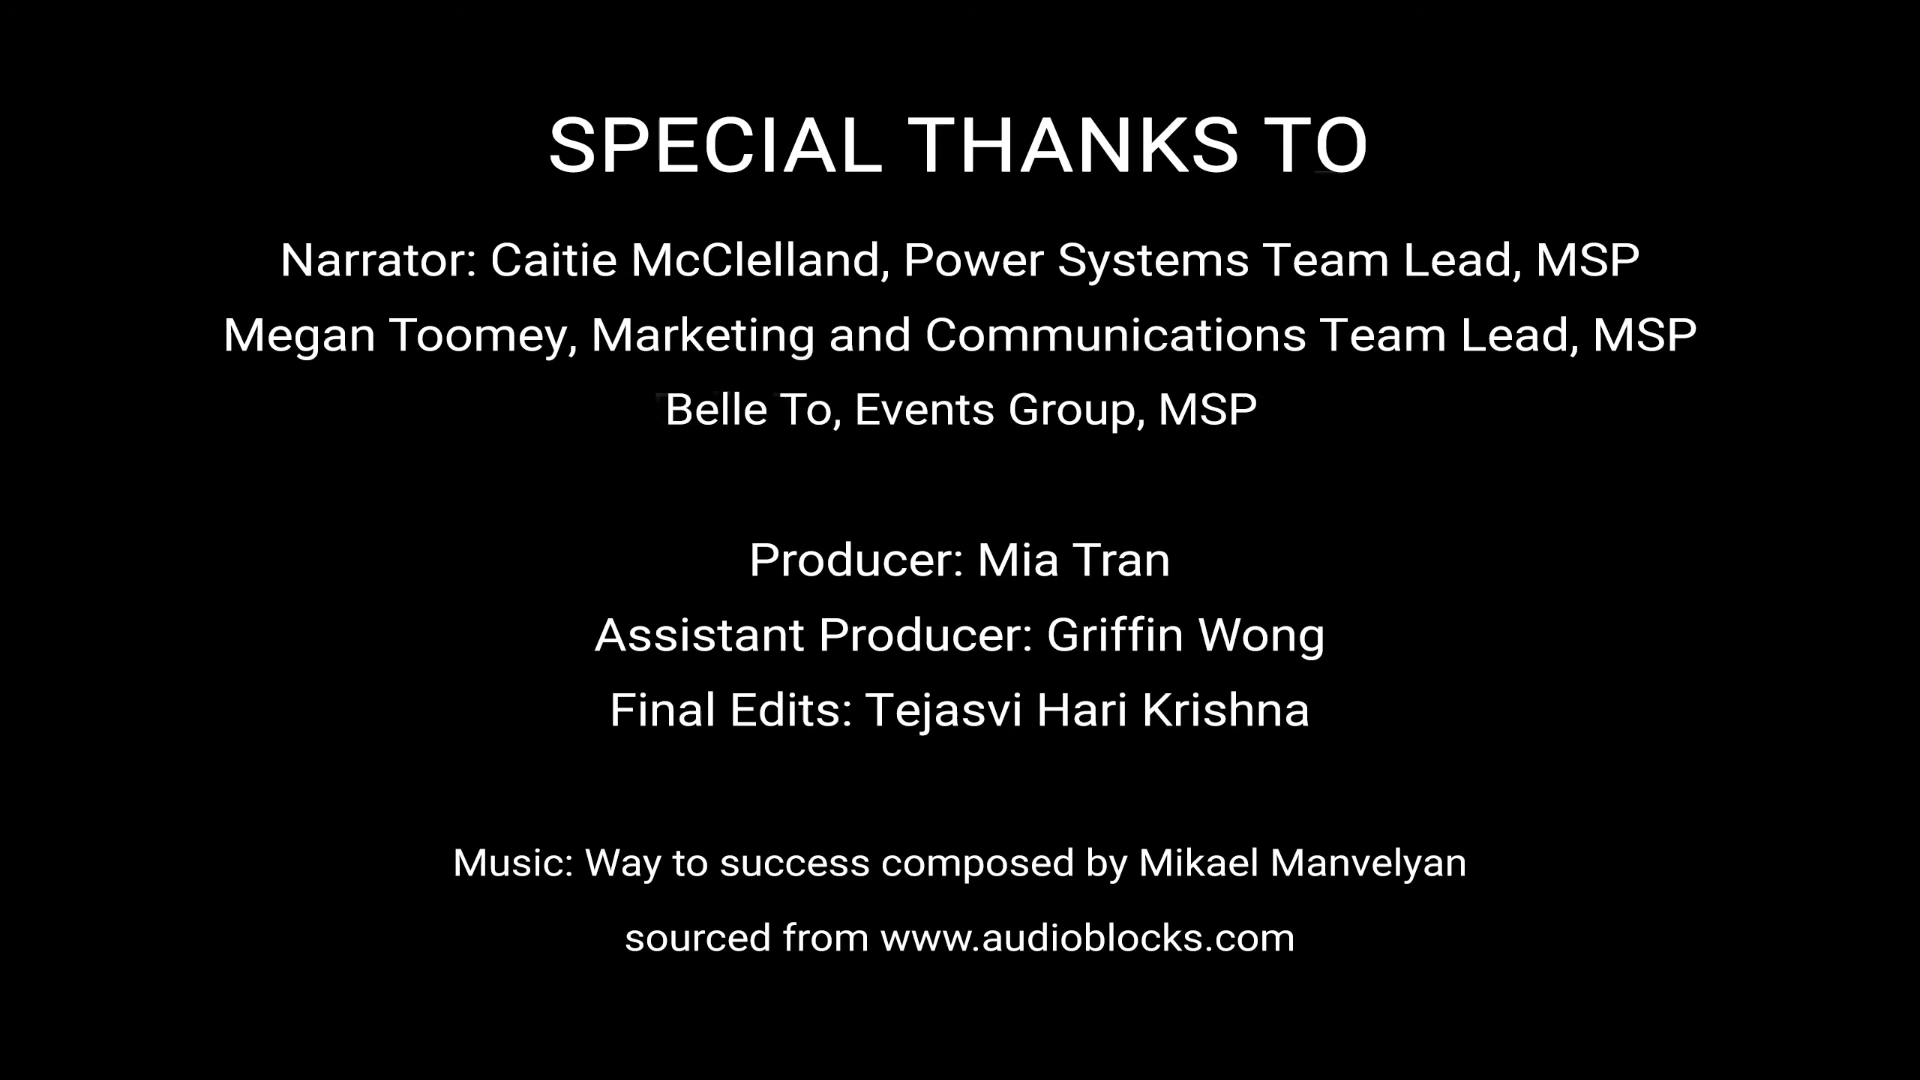 SPECIAL THANKS TO
Narrator: Caitie McClelland, Power Systems Team Lead, MSP
Megan Toomey, Marketing and Communications Team Lead, MSP
Belle To, Events Group, MSP
Producer: Mia Tran
Assistant Producer: Griffin Wong
Final Edits: Tejasvi Hari Krishna
Music: Way to success composed by Mikael Manvelyan
sourced from www.audioblocks.com